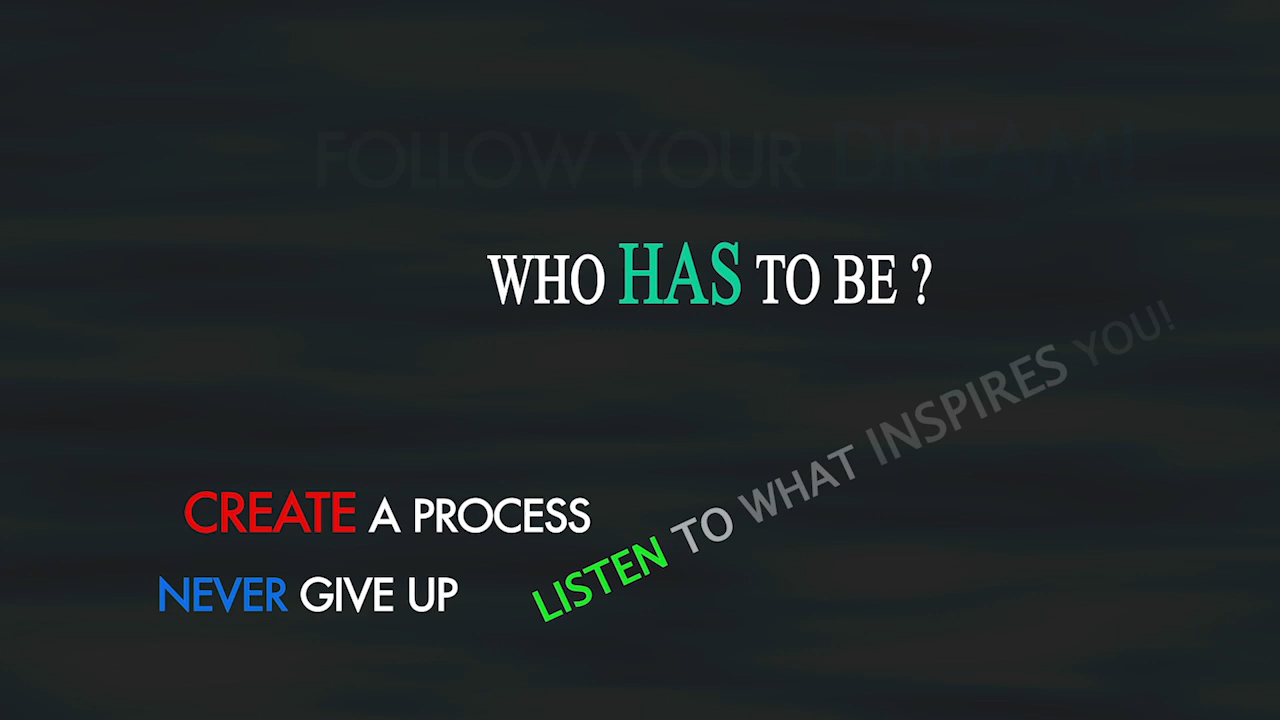 FOLLOW YOUR DREAM!
WHO HAS TO BE ?
LISTEN TO WHAT INSPIRES YOU!
CREATE A PROCESS
NEVER GIVE UP